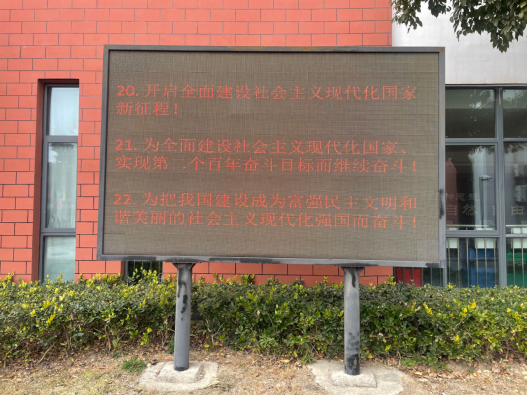 20. 开启全面建设社会主义现代化国家
新征程！
21. 为全面建设社会主义现代化国家、
实现第二个百年奋斗目标而继续奋斗！
22. 为把我国建设成为富强民主文明和
谐美丽的社会主义现代化强国而奋斗！